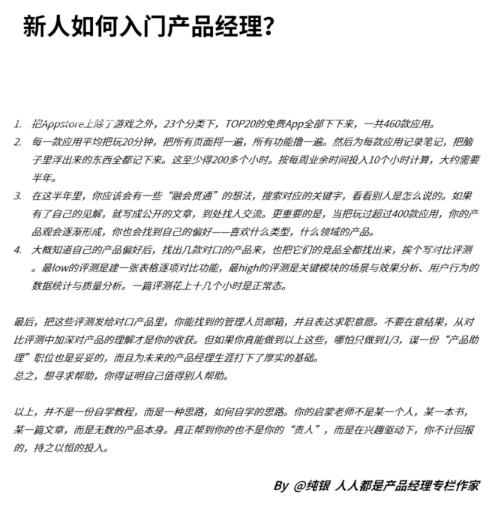 新人如何入门产品经理？
1. 把Appstore上除了游戏之外，23个分类下，TOP20的免费App全部下下来，一共460款应用。
2. 每一款应用平均把玩20分钟，把所有页面捋一遍，所有功能撸一遍。然后为每款应用记录笔记，把脑
子里浮出来的东西全都记下来。这至少得200多个小时。按每周业余时间投入10个小时计算，大约需要
半年。
3. 在这半年里，你应该会有一些“融会贯通”的想法，搜索对应的关键字，看看别人是怎么说的。如果
有了自己的见解，就写成公开的文章，到处找人交流。更重要的是，当把玩过超过400款应用，你的产
品观会逐渐形成，你也会找到自己的偏好——喜欢什么类型，什么领域的产品。
4. 大概知道自己的产品偏好后，找出几款对口的产品来，也把它们的竞品全都找出来，挨个写对比评测
。最low的评测是建一张表格逐项对比功能，最high的评测是关键模块的场景与效果分析、用户行为的
数据统计与质量分析。一篇评测花上十几个小时是正常态。
最后，把这些评测发给对口产品里，你能找到的管理人员邮箱，并且表达求职意愿。不要在意结果，从对
比评测中加深对产品的理解才是你的收获。但如果你真能做到以上这些，哪怕只做到1/3，谋一份“产品助
理”职位也是妥妥的，而且为未来的产品经理生涯打下了厚实的基础。
总之，想寻求帮助，你得证明自己值得别人帮助。
以上，并不是一份自学教程，而是一种思路，如何自学的思路。你的启蒙老师不是某一个人，某一本书，
某一篇文章，而是无数的产品本身。真正帮到你的也不是你的“贵人”，而是在兴趣驱动下，你不计回报
的，持之以恒的投入。
By @纯银 人人都是产品经理专栏作家